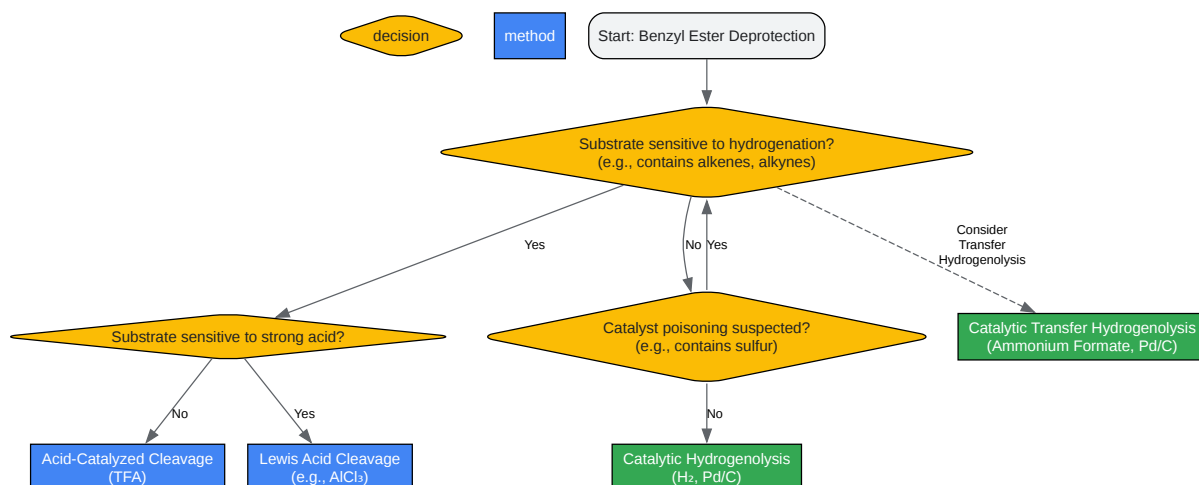 decision
method
Start: Benzyl Ester Deprotection
Substrate sensitive to hydrogenation?
(e.g., contains alkenes, alkynes)
Yes
No
Yes
Consider
Transfer
Hydrogenolysis
Substrate sensitive to strong acid?
Catalyst poisoning suspected?
(e.g., contains sulfur)
Catalytic Transfer Hydrogenolysis
(Ammonium Formate, Pd/C)
No
Yes
No
Acid-Catalyzed Cleavage
(TFA)
Lewis Acid Cleavage
(e.g., AlCl₃)
Catalytic Hydrogenolysis
(H₂, Pd/C)